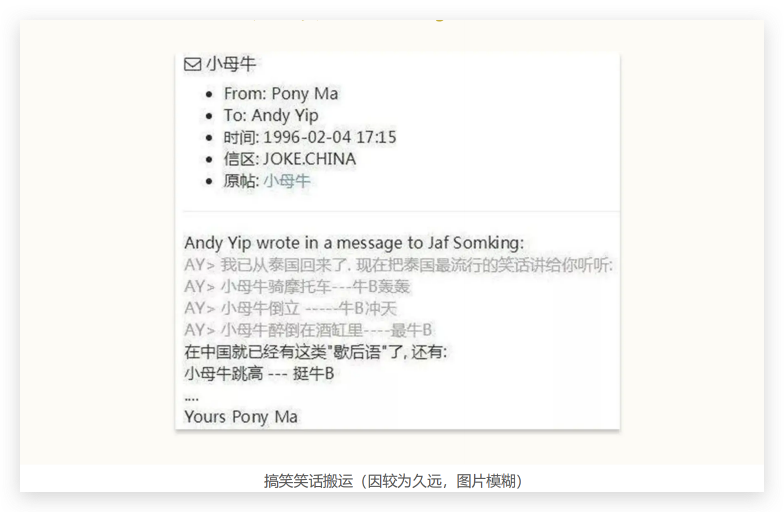 小母牛
From: Pony Ma
To: Andy Yip
时间: 1996-02-04 17:15
信区: JOKE.CHINA
原帖: 小母牛
Andy Yip wrote in a message to Jaf Somking:
AY> 我已从泰国回来了. 现在把泰国最流行的笑话讲给你听听:
AY> 小母牛骑摩托车---牛B轰轰
AY> 小母牛倒立 -----牛B冲天
AY> 小母牛醉倒在酒缸里----最牛B
在中国就已经有这类"歇后语"了, 还有:
小母牛跳高 --- 挺牛B
....
Yours Pony Ma
搞笑笑话搬运（因较为久远，图片模糊）